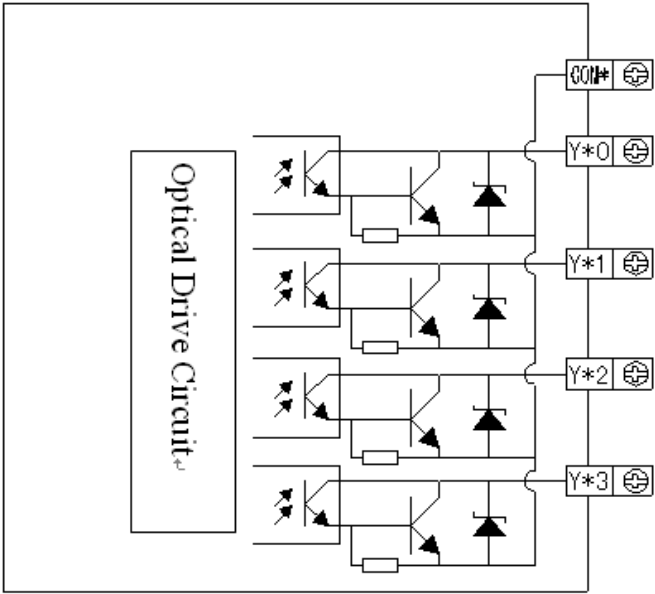 COM*
Y*0
Y*1
Optical Drive Circuit↵
Y*2
Y*3